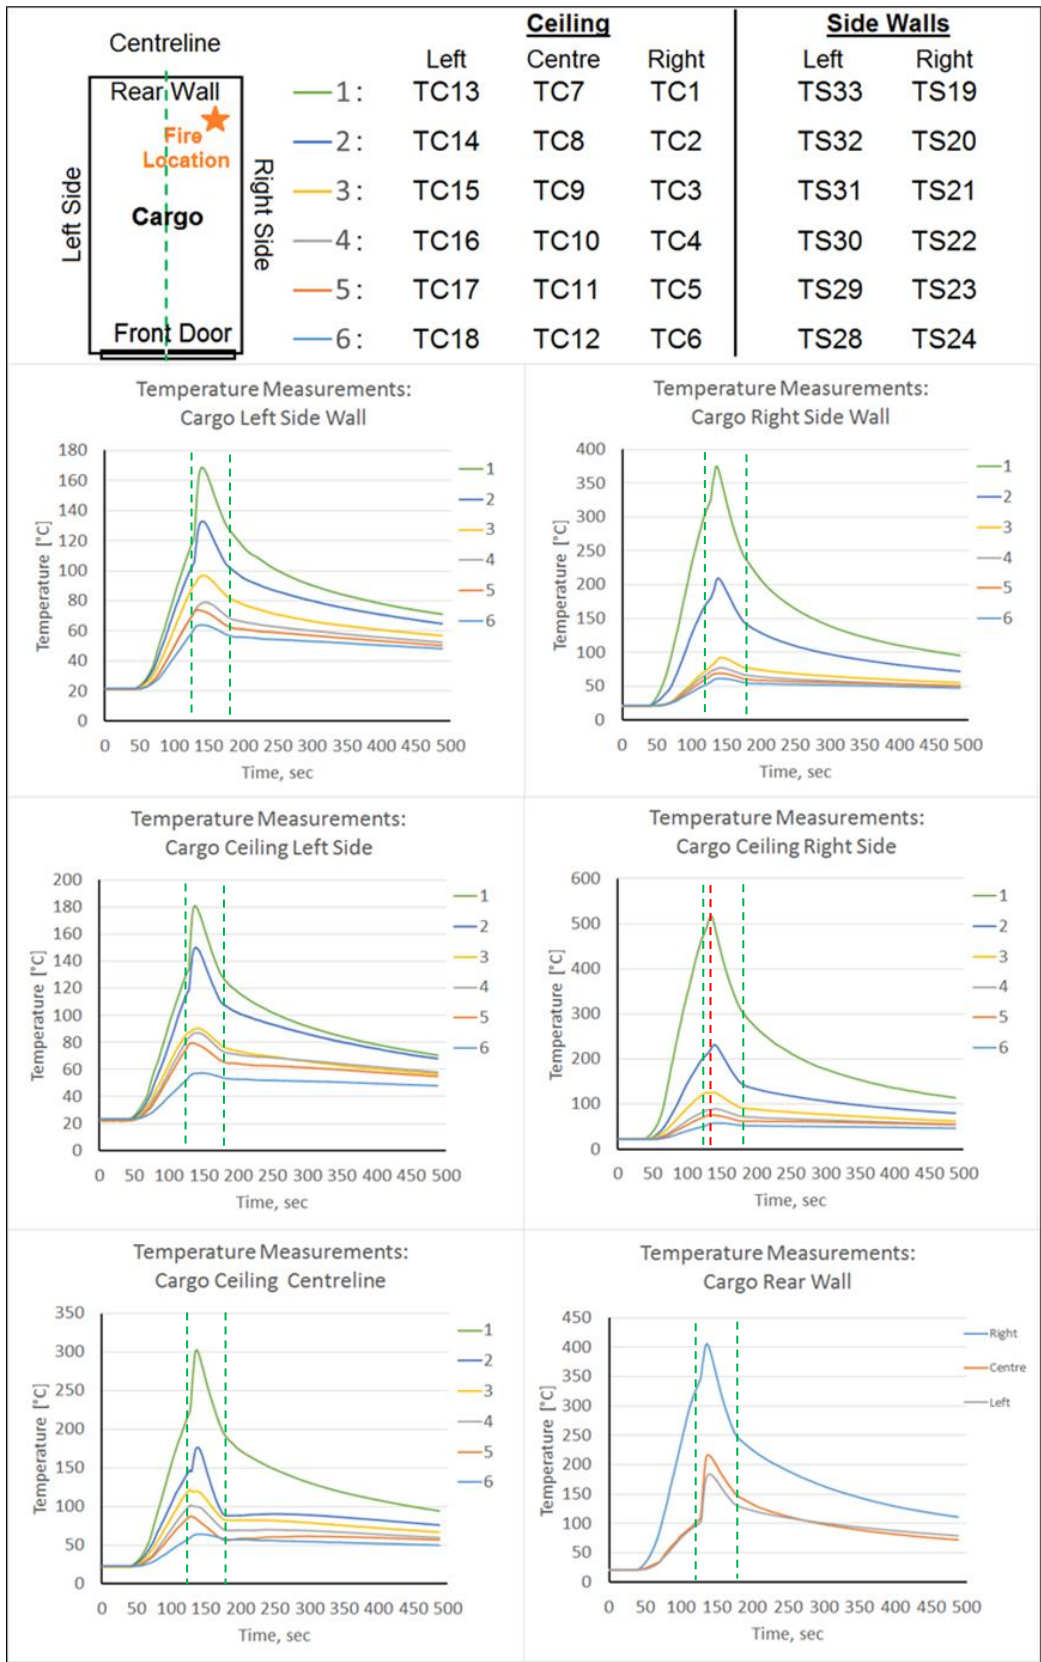 Centreline
Rear Wall
Fire
Location
Left Side
Cargo
Right Side
Front Door
Ceiling Side Walls
Left Centre Right Left Right
1: TC13 TC7 TC1 TS33 TS19
2: TC14 TC8 TC2 TS32 TS20
3: TC15 TC9 TC3 TS31 TS21
4: TC16 TC10 TC4 TS30 TS22
5: TC17 TC11 TC5 TS29 TS23
6: TC18 TC12 TC6 TS28 TS24
Temperature Measurements:
Cargo Left Side Wall
Temperature [°C]
180
160
140
120
100
80
60
40
20
0
0 50 100 150 200 250 300 350 400 450 500
Time, sec
1
2
3
4
5
6
Temperature Measurements:
Cargo Right Side Wall
Temperature [°C]
400
350
300
250
200
150
100
50
0
0 50 100 150 200 250 300 350 400 450 500
Time, sec
1
2
3
4
5
6
Temperature Measurements:
Cargo Ceiling Left Side
Temperature [°C]
200
180
160
140
120
100
80
60
40
20
0
0 50 100 150 200 250 300 350 400 450 500
Time, sec
1
2
3
4
5
6
Temperature Measurements:
Cargo Ceiling Right Side
Temperature [°C]
600
500
400
300
200
100
0
0 50 100 150 200 250 300 350 400 450 500
Time, sec
1
2
3
4
5
6
Temperature Measurements:
Cargo Ceiling Centreline
Temperature [°C]
350
300
250
200
150
100
50
0
0 50 100 150 200 250 300 350 400 450 500
Time, sec
1
2
3
4
5
6
Temperature Measurements:
Cargo Rear Wall
Temperature [°C]
450
400
350
300
250
200
150
100
50
0
0 50 100 150 200 250 300 350 400 450 500
Time, sec
Right
Centre
Left